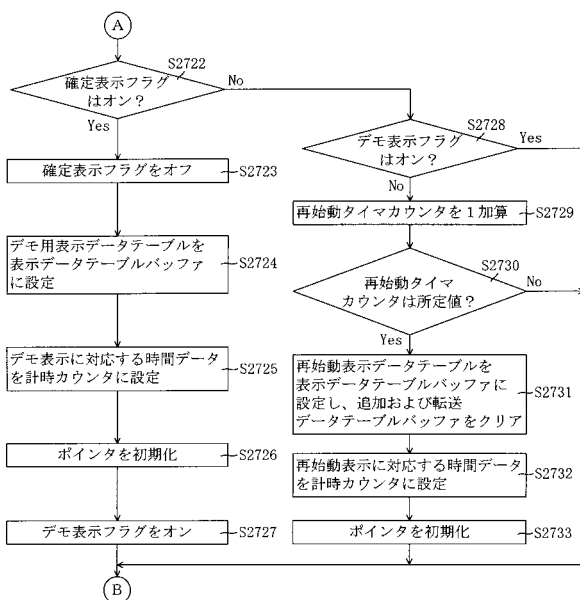 A
S2722
確定表示フラグ
はオン?
No
Yes
確定表示フラグをオフ
S2723
デモ用表示データテーブルを
表示データテーブルバッファ
に設定
S2724
デモ表示に対応する時間データ
を計時カウンタに設定
S2725
ポインタを初期化
S2726
デモ表示フラグをオン
S2727
B
S2728
デモ表示フラグ
はオン?
Yes
No
再始動タイマカウンタを1加算
S2729
S2730
再始動タイマ
カウンタは所定値?
No
Yes
再始動表示データテーブルを
表示データテーブルバッファに
設定し、追加および転送
データテーブルバッファをクリア
S2731
再始動表示に対応する時間データ
を計時カウンタに設定
S2732
ポインタを初期化
S2733